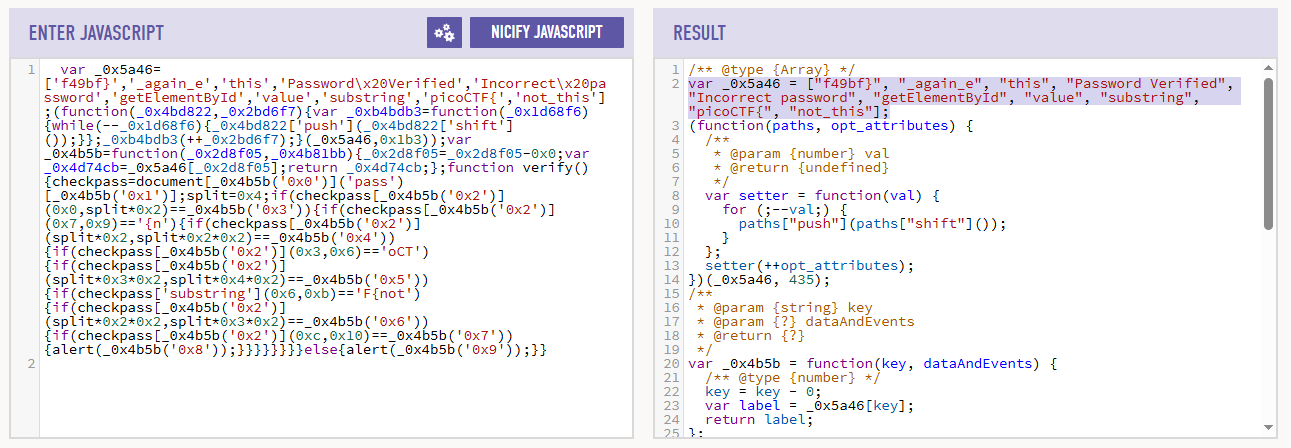 ENTER JAVASCRIPT
NICIFY JAVASCRIPT
1 var _0x5a46=
['f49bf}','_again_e','this','Password\x20Verified','Incorrect\x20pa
ssword','getElementById','value','substring','picoCTF{','not_this']
;(function(_0x4bd822,_0x2bd6f7){var _0xb4bdb3=function(_0x1d68f6)
{while(--_0x1d68f6){_0x4bd822['push'](_0x4bd822['shift']
());}};_0xb4bdb3(++_0x2bd6f7);}(_0x5a46,0x1b3));var
_0x4b5b=function(_0x2d8f05,_0x4b81bb){_0x2d8f05=_0x2d8f05-0x0;var
_0x4d74cb=_0x5a46[_0x2d8f05];return _0x4d74cb;};function verify()
{checkpass=document[_0x4b5b('0x0')]('pass')
[_0x4b5b('0x1')];split=0x4;if(checkpass[_0x4b5b('0x2')]
(0x0,split*0x2)==_0x4b5b('0x3')){if(checkpass[_0x4b5b('0x2')]
(0x7,0x9)=='{n'){if(checkpass[_0x4b5b('0x2')]
(split*0x2,split*0x2*0x2)==_0x4b5b('0x4'))
{if(checkpass[_0x4b5b('0x2')](0x3,0x6)=='oCT')
{if(checkpass[_0x4b5b('0x2')]
(split*0x3*0x2,split*0x4*0x2)==_0x4b5b('0x5'))
{if(checkpass['substring'](0x6,0xb)=='F{not')
{if(checkpass[_0x4b5b('0x2')]
(split*0x2*0x2,split*0x3*0x2)==_0x4b5b('0x6'))
{if(checkpass[_0x4b5b('0x2')](0xc,0x10)==_0x4b5b('0x7'))
{alert(_0x4b5b('0x8'));}}}}}}}}else{alert(_0x4b5b('0x9'));}}
2
RESULT
1 /** @type {Array} */
2 var _0x5a46 = ["f49bf}", "_again_e", "this", "Password Verified",
"Incorrect password", "getElementById", "value", "substring",
"picoCTF{", "not_this"];
3 (function(paths, opt_attributes) {
4 /**
5 * @param {number} val
6 * @return {undefined}
7 */
8 var setter = function(val) {
9 for (;--val;) {
10 paths["push"](paths["shift"]());
11 }
12 };
13 setter(++opt_attributes);
14 })(_0x5a46, 435);
15 /**
16 * @param {string} key
17 * @param {?} dataAndEvents
18 * @return {?}
19 */
20 var _0x4b5b = function(key, dataAndEvents) {
21 /** @type {number} */
22 key = key - 0;
23 var label = _0x5a46[key];
24 return label;
25 };